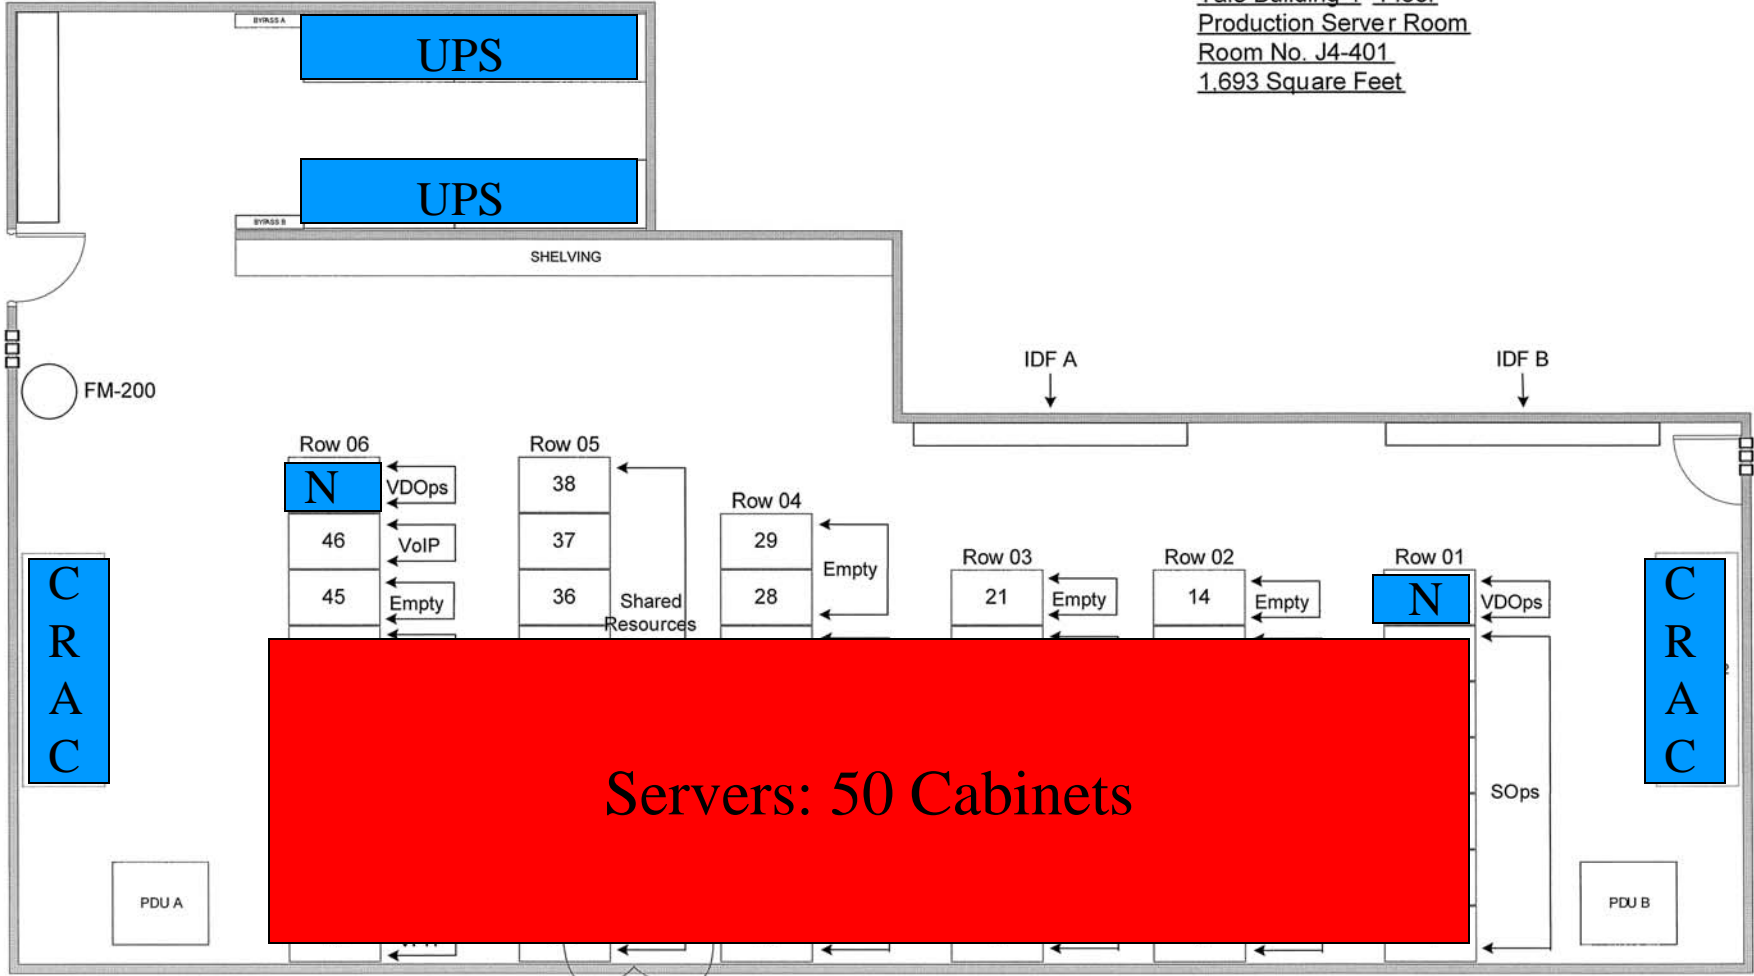 Production Server Room
Room No. J4-401
1,693 Square Feet
BYPASS A
UPS
UPS
BYPASS B
SHELVING
IDF A
IDF B
FM-200
Row 06
Row 05
Row 04
Row 03
Row 02
Row 01
N
VDOps
38
46
VoIP
37
29
Empty
45
Empty
36
Shared
Resources
28
21
Empty
14
Empty
N
VDOps
C
R
A
C
C
R
A
C
Servers: 50 Cabinets
SOps
PDU A
PDU B